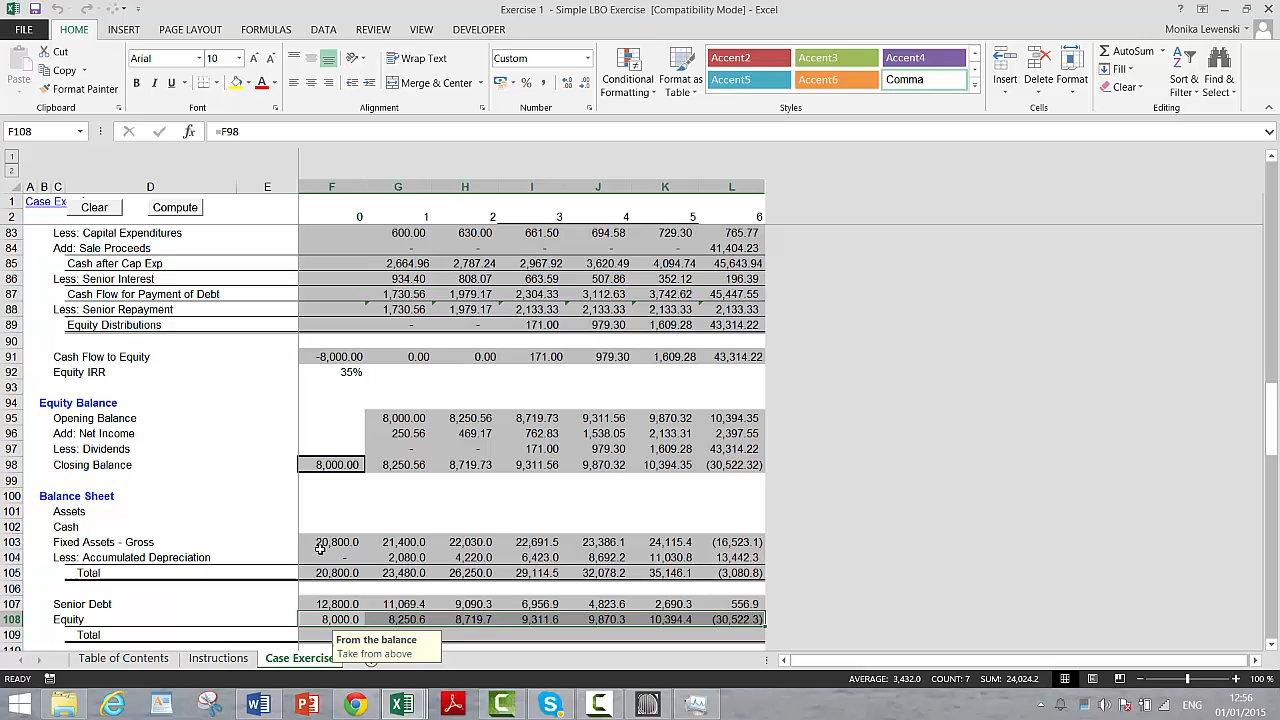 Exercise 1 - Simple LBO Exercise [Compatibility Mode] - Excel
FILE HOME INSERT PAGE LAYOUT FORMULAS DATA REVIEW VIEW DEVELOPER Monika Lewenski
Paste Cut Copy Format Painter Clipboard
Arial 10 B I U A A A Font
Wrap Text Merge & Center Alignment
Custom % , Number
Conditional Formatting Format as Table Accent2 Accent3 Accent4 Accent5 Accent6 Comma Styles
Insert Delete Format Cells
AutoSum Fill Clear Sort & Filter Find & Select Editing
F108 fx =F98
1
2
A B C D E F G H I J K L
1 Case Ex Clear Compute
2 0 1 2 3 4 5 6
83 Less: Capital Expenditures 600.00 630.00 661.50 694.58 729.30 765.77
84 Add: Sale Proceeds - - - - - 41,404.23
85 Cash after Cap Exp 2,664.96 2,787.24 2,967.92 3,620.49 4,094.74 45,643.94
86 Less: Senior Interest 934.40 808.07 663.59 507.86 352.12 196.39
87 Cash Flow for Payment of Debt 1,730.56 1,979.17 2,304.33 3,112.63 3,742.62 45,447.55
88 Less: Senior Repayment 1,730.56 1,979.17 2,133.33 2,133.33 2,133.33 2,133.33
89 Equity Distributions - - 171.00 979.30 1,609.28 43,314.22
90
91 Cash Flow to Equity -8,000.00 0.00 0.00 171.00 979.30 1,609.28 43,314.22
92 Equity IRR 35%
93
94 Equity Balance
95 Opening Balance 8,000.00 8,250.56 8,719.73 9,311.56 9,870.32 10,394.35
96 Add: Net Income 250.56 469.17 762.83 1,538.05 2,133.31 2,397.55
97 Less: Dividends - - 171.00 979.30 1,609.28 43,314.22
98 Closing Balance 8,000.00 8,250.56 8,719.73 9,311.56 9,870.32 10,394.35 (30,522.32)
99
100 Balance Sheet
101 Assets
102 Cash
103 Fixed Assets - Gross 20,800.0 21,400.0 22,030.0 22,691.5 23,386.1 24,115.4 (16,523.1)
104 Less: Accumulated Depreciation - 2,080.0 4,220.0 6,423.0 8,692.2 11,030.8 13,442.3
105 Total 20,800.0 23,480.0 26,250.0 29,114.5 32,078.2 35,146.1 (3,080.8)
106
107 Senior Debt 12,800.0 11,069.4 9,090.3 6,956.9 4,823.6 2,690.3 556.9
108 Equity 8,000.0 8,250.6 8,719.7 9,311.6 9,870.3 10,394.4 (30,522.3)
109 Total
From the balance
Take from above
Table of Contents Instructions Case Exercise
READY AVERAGE: 3,432.0 COUNT: 7 SUM: 24,024.2 100 %
ENG 12:56
01/01/2015